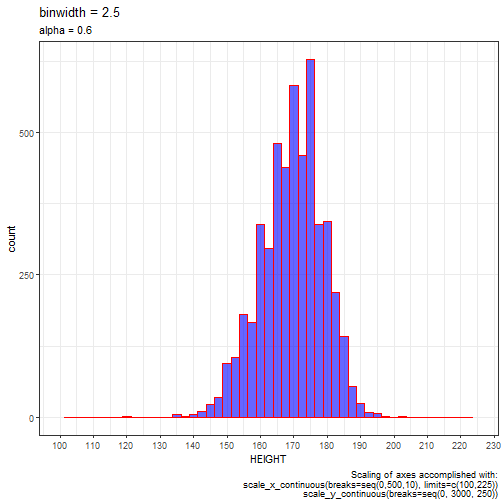 binwidth = 2.5
alpha = 0.6
500
250
0
count
100 110 120 130 140 150 160 170 180 190 200 210 220 230
HEIGHT
Scaling of axes accomplished with:
scale_x_continuous(breaks=seq(0,500,10), limits=c(100,225))
scale_y_continuous(breaks=seq(0, 3000, 250))